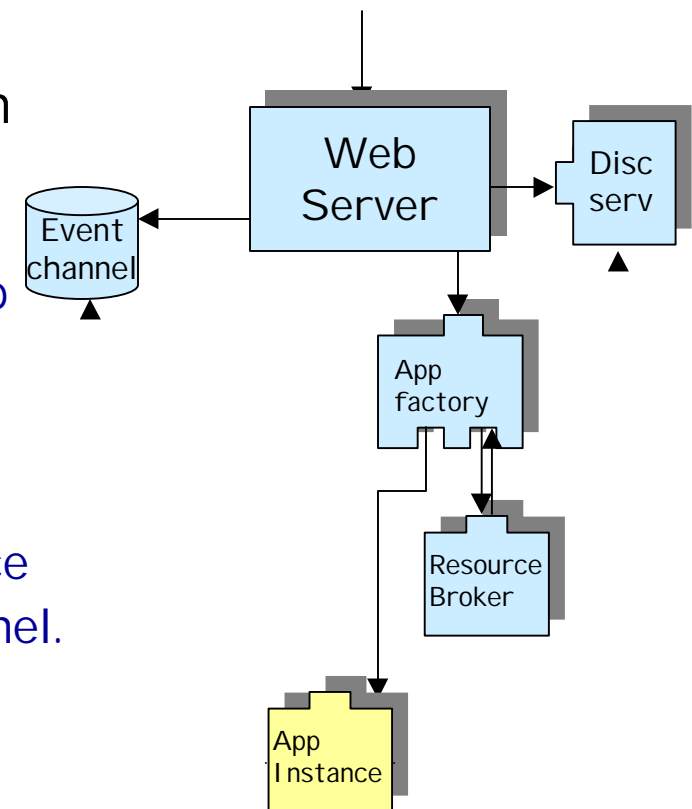 Web
Server
Disc
serv
Event
channel
App
factory
Resource
Broker
App
Instance